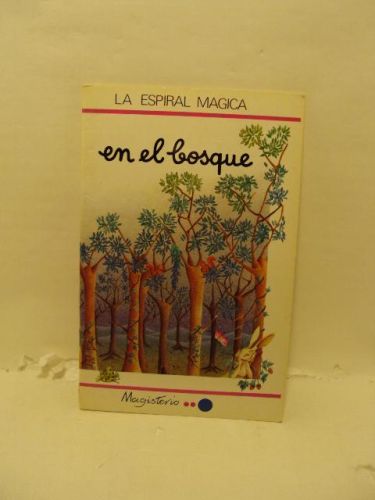 LA ESPIRAL MAGICA
en el bosque
Magisterio